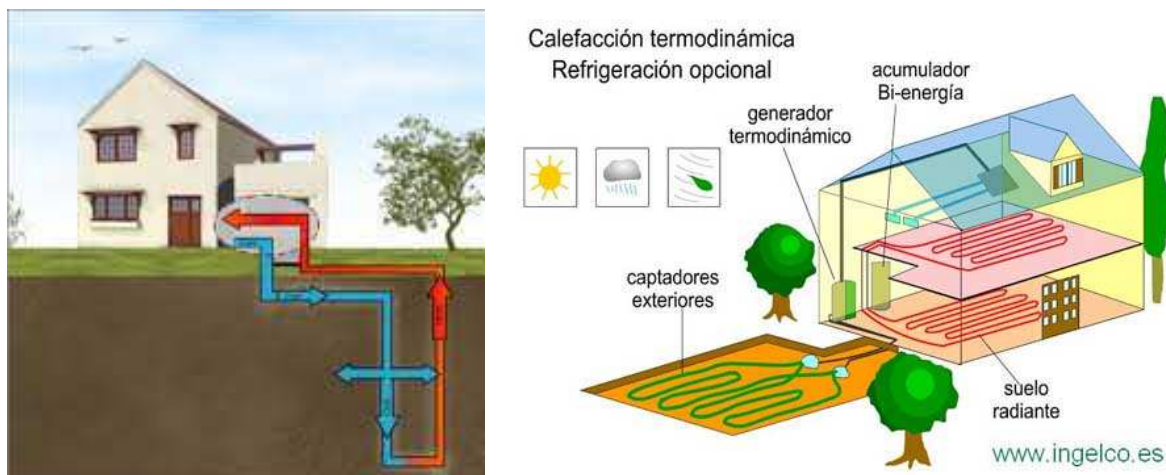 Calefacción termodinámica
Refrigeración opcional
acumulador
Bi-energía
generador
termodinámico
captadores
exteriores
suelo
radiante
www.ingelco.es